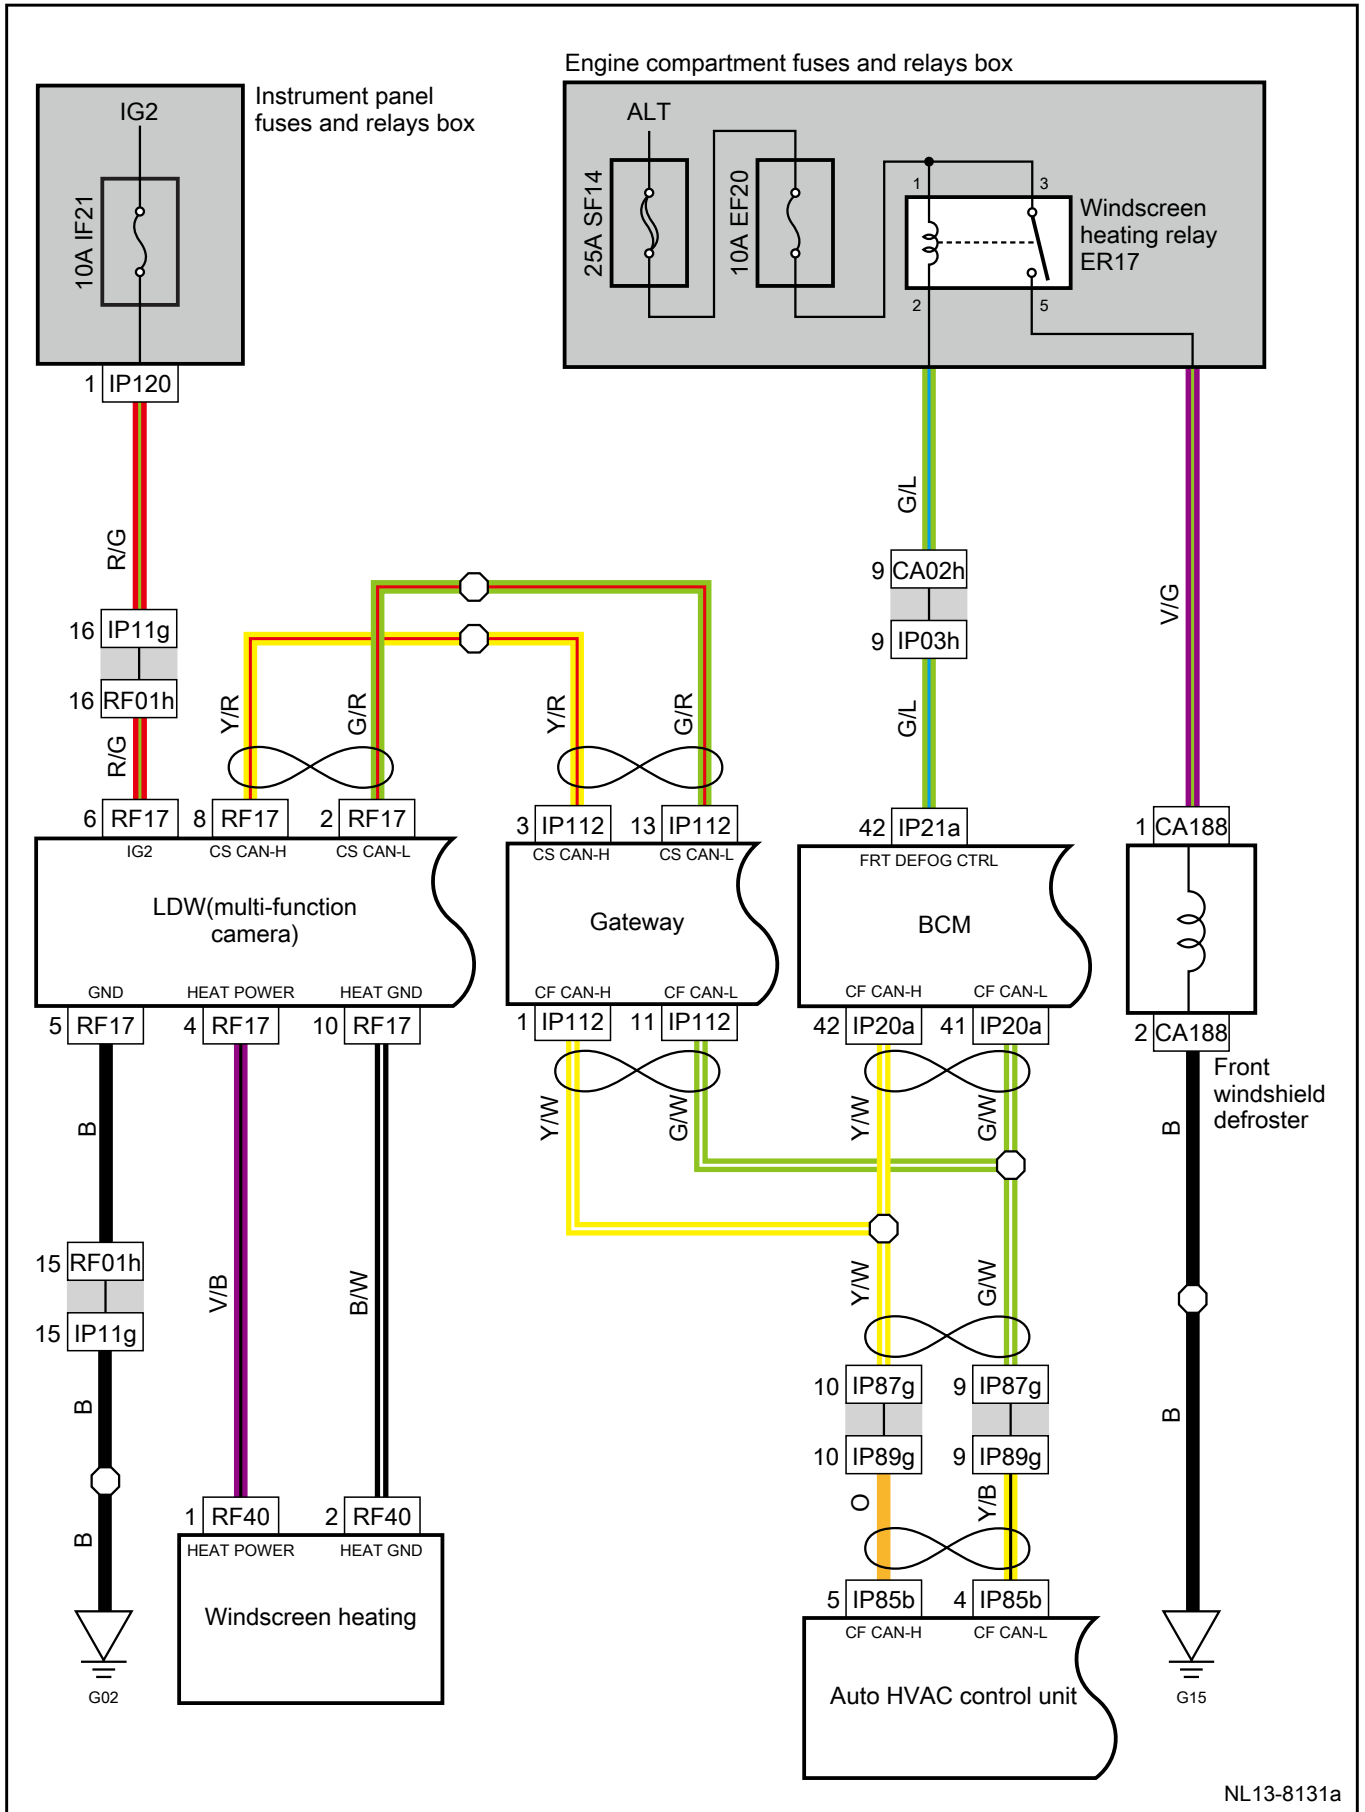 Engine compartment fuses and relays box
Instrument panel
fuses and relays box
IG2
10A IF21
ALT
25A SF14
10A EF20
1
3
2
5
Windscreen
heating relay
ER17
1 IP120
R/G
16 IP11g
16 RF01h
R/G
Y/R
G/R
Y/R
G/R
G/L
9 CA02h
9 IP03h
G/L
V/G
6 RF17
8 RF17
2 RF17
3 IP112
13 IP112
42 IP21a
1 CA188
IG2
CS CAN-H
CS CAN-L
CS CAN-H
CS CAN-L
FRT DEFOG CTRL
LDW(multi-function
camera)
Gateway
BCM
GND
HEAT POWER
HEAT GND
CF CAN-H
CF CAN-L
CF CAN-H
CF CAN-L
5 RF17
4 RF17
10 RF17
1 IP112
11 IP112
42 IP20a
41 IP20a
2 CA188
Front
windshield
defroster
B
Y/W
G/W
Y/W
G/W
B
15 RF01h
15 IP11g
V/B
B/W
Y/W
G/W
B
B
B
10 IP87g
9 IP87g
10 IP89g
9 IP89g
O
Y/B
1 RF40
2 RF40
HEAT POWER
HEAT GND
Windscreen heating
5 IP85b
4 IP85b
CF CAN-H
CF CAN-L
Auto HVAC control unit
G02
G15
NL13-8131a